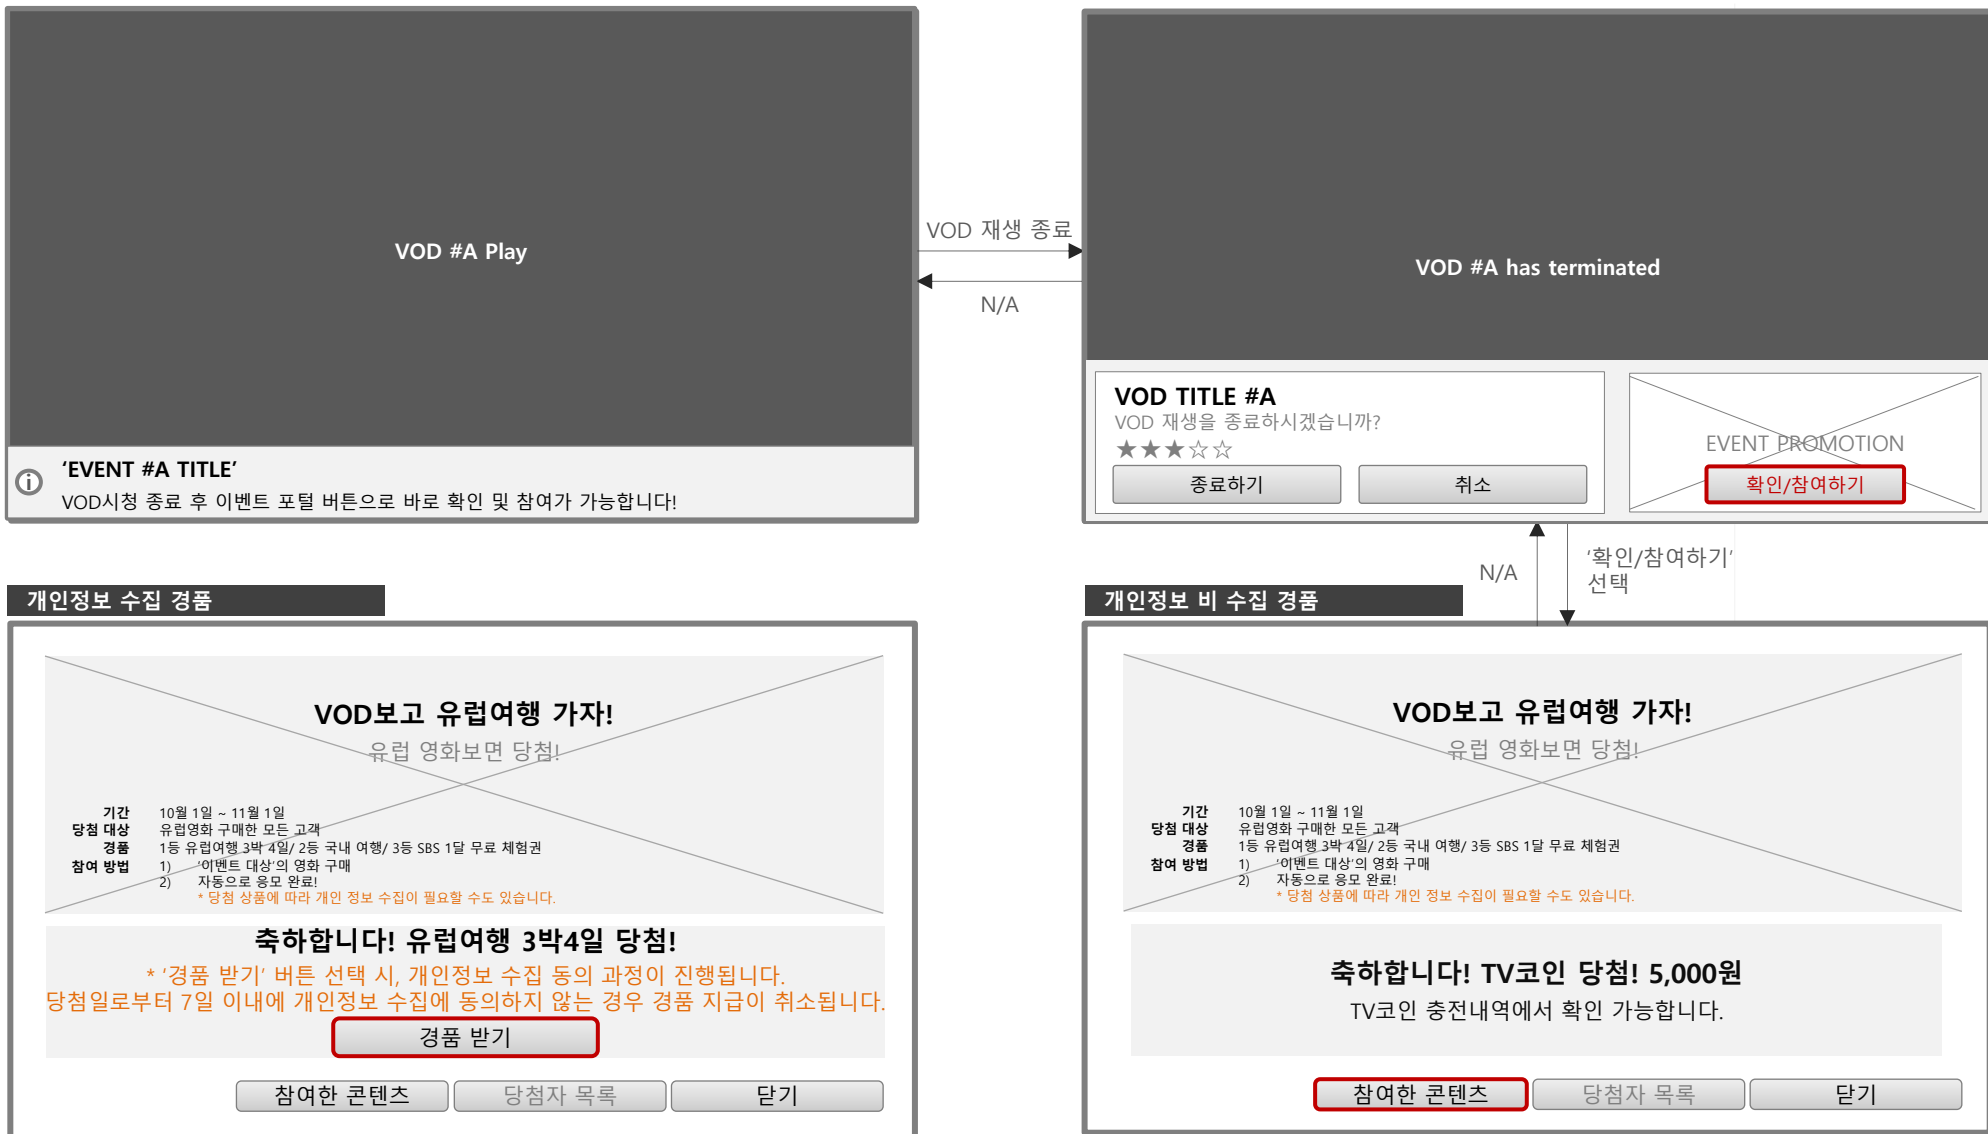 VOD #A Play
‘EVENT #A TITLE’
VOD시청 종료 후 이벤트 포털 버튼으로 바로 확인 및 참여가 가능합니다!
VOD 재생 종료
N/A
VOD #A has terminated
VOD TITLE #A
VOD 재생을 종료하시겠습니까?
★★★☆☆
종료하기
취소
EVENT PROMOTION
확인/참여하기
N/A
‘확인/참여하기’
선택
개인정보 수집 경품
VOD보고 유럽여행 가자!
유럽 영화보면 당첨!
기간 10월 1일 ~ 11월 1일
당첨 대상 유럽영화 구매한 모든 고객
경품 1등 유럽여행 3박 4일/ 2등 국내 여행/ 3등 SBS 1달 무료 체험권
참여 방법 1) ‘이벤트 대상’의 영화 구매
2) 자동으로 응모 완료!
* 당첨 상품에 따라 개인 정보 수집이 필요할 수도 있습니다.
축하합니다! 유럽여행 3박4일 당첨!
* ‘경품 받기’ 버튼 선택 시, 개인정보 수집 동의 과정이 진행됩니다.
당첨일로부터 7일 이내에 개인정보 수집에 동의하지 않는 경우 경품 지급이 취소됩니다.
경품 받기
참여한 콘텐츠
당첨자 목록
닫기
개인정보 비 수집 경품
VOD보고 유럽여행 가자!
유럽 영화보면 당첨!
기간 10월 1일 ~ 11월 1일
당첨 대상 유럽영화 구매한 모든 고객
경품 1등 유럽여행 3박 4일/ 2등 국내 여행/ 3등 SBS 1달 무료 체험권
참여 방법 1) ‘이벤트 대상’의 영화 구매
2) 자동으로 응모 완료!
* 당첨 상품에 따라 개인 정보 수집이 필요할 수도 있습니다.
축하합니다! TV코인 당첨! 5,000원
TV코인 충전내역에서 확인 가능합니다.
참여한 콘텐츠
당첨자 목록
닫기